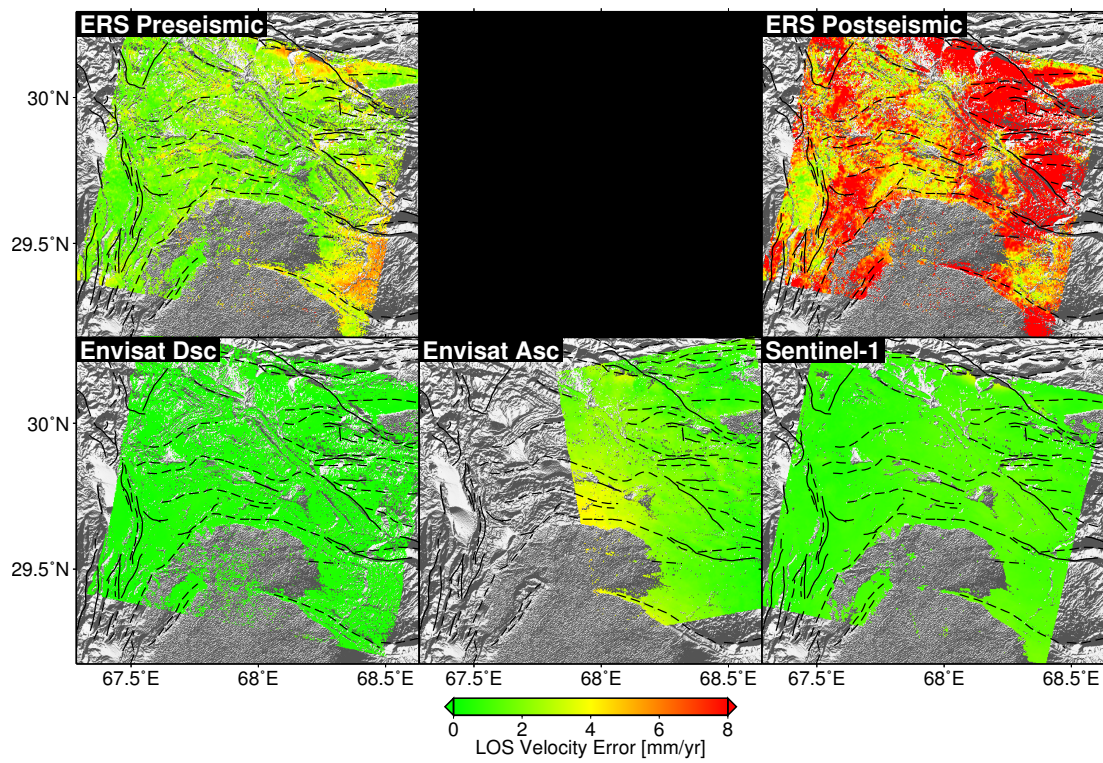 ERS Preseismic
ERS Postseismic
30˚N
29.5˚N
Envisat Dsc
Envisat Asc
Sentinel-1
30˚N
29.5˚N
67.5˚E
68˚E
68.5˚E
67.5˚E
68˚E
68.5˚E
67.5˚E
68˚E
68.5˚E
0
2
4
6
8
LOS Velocity Error [mm/yr]